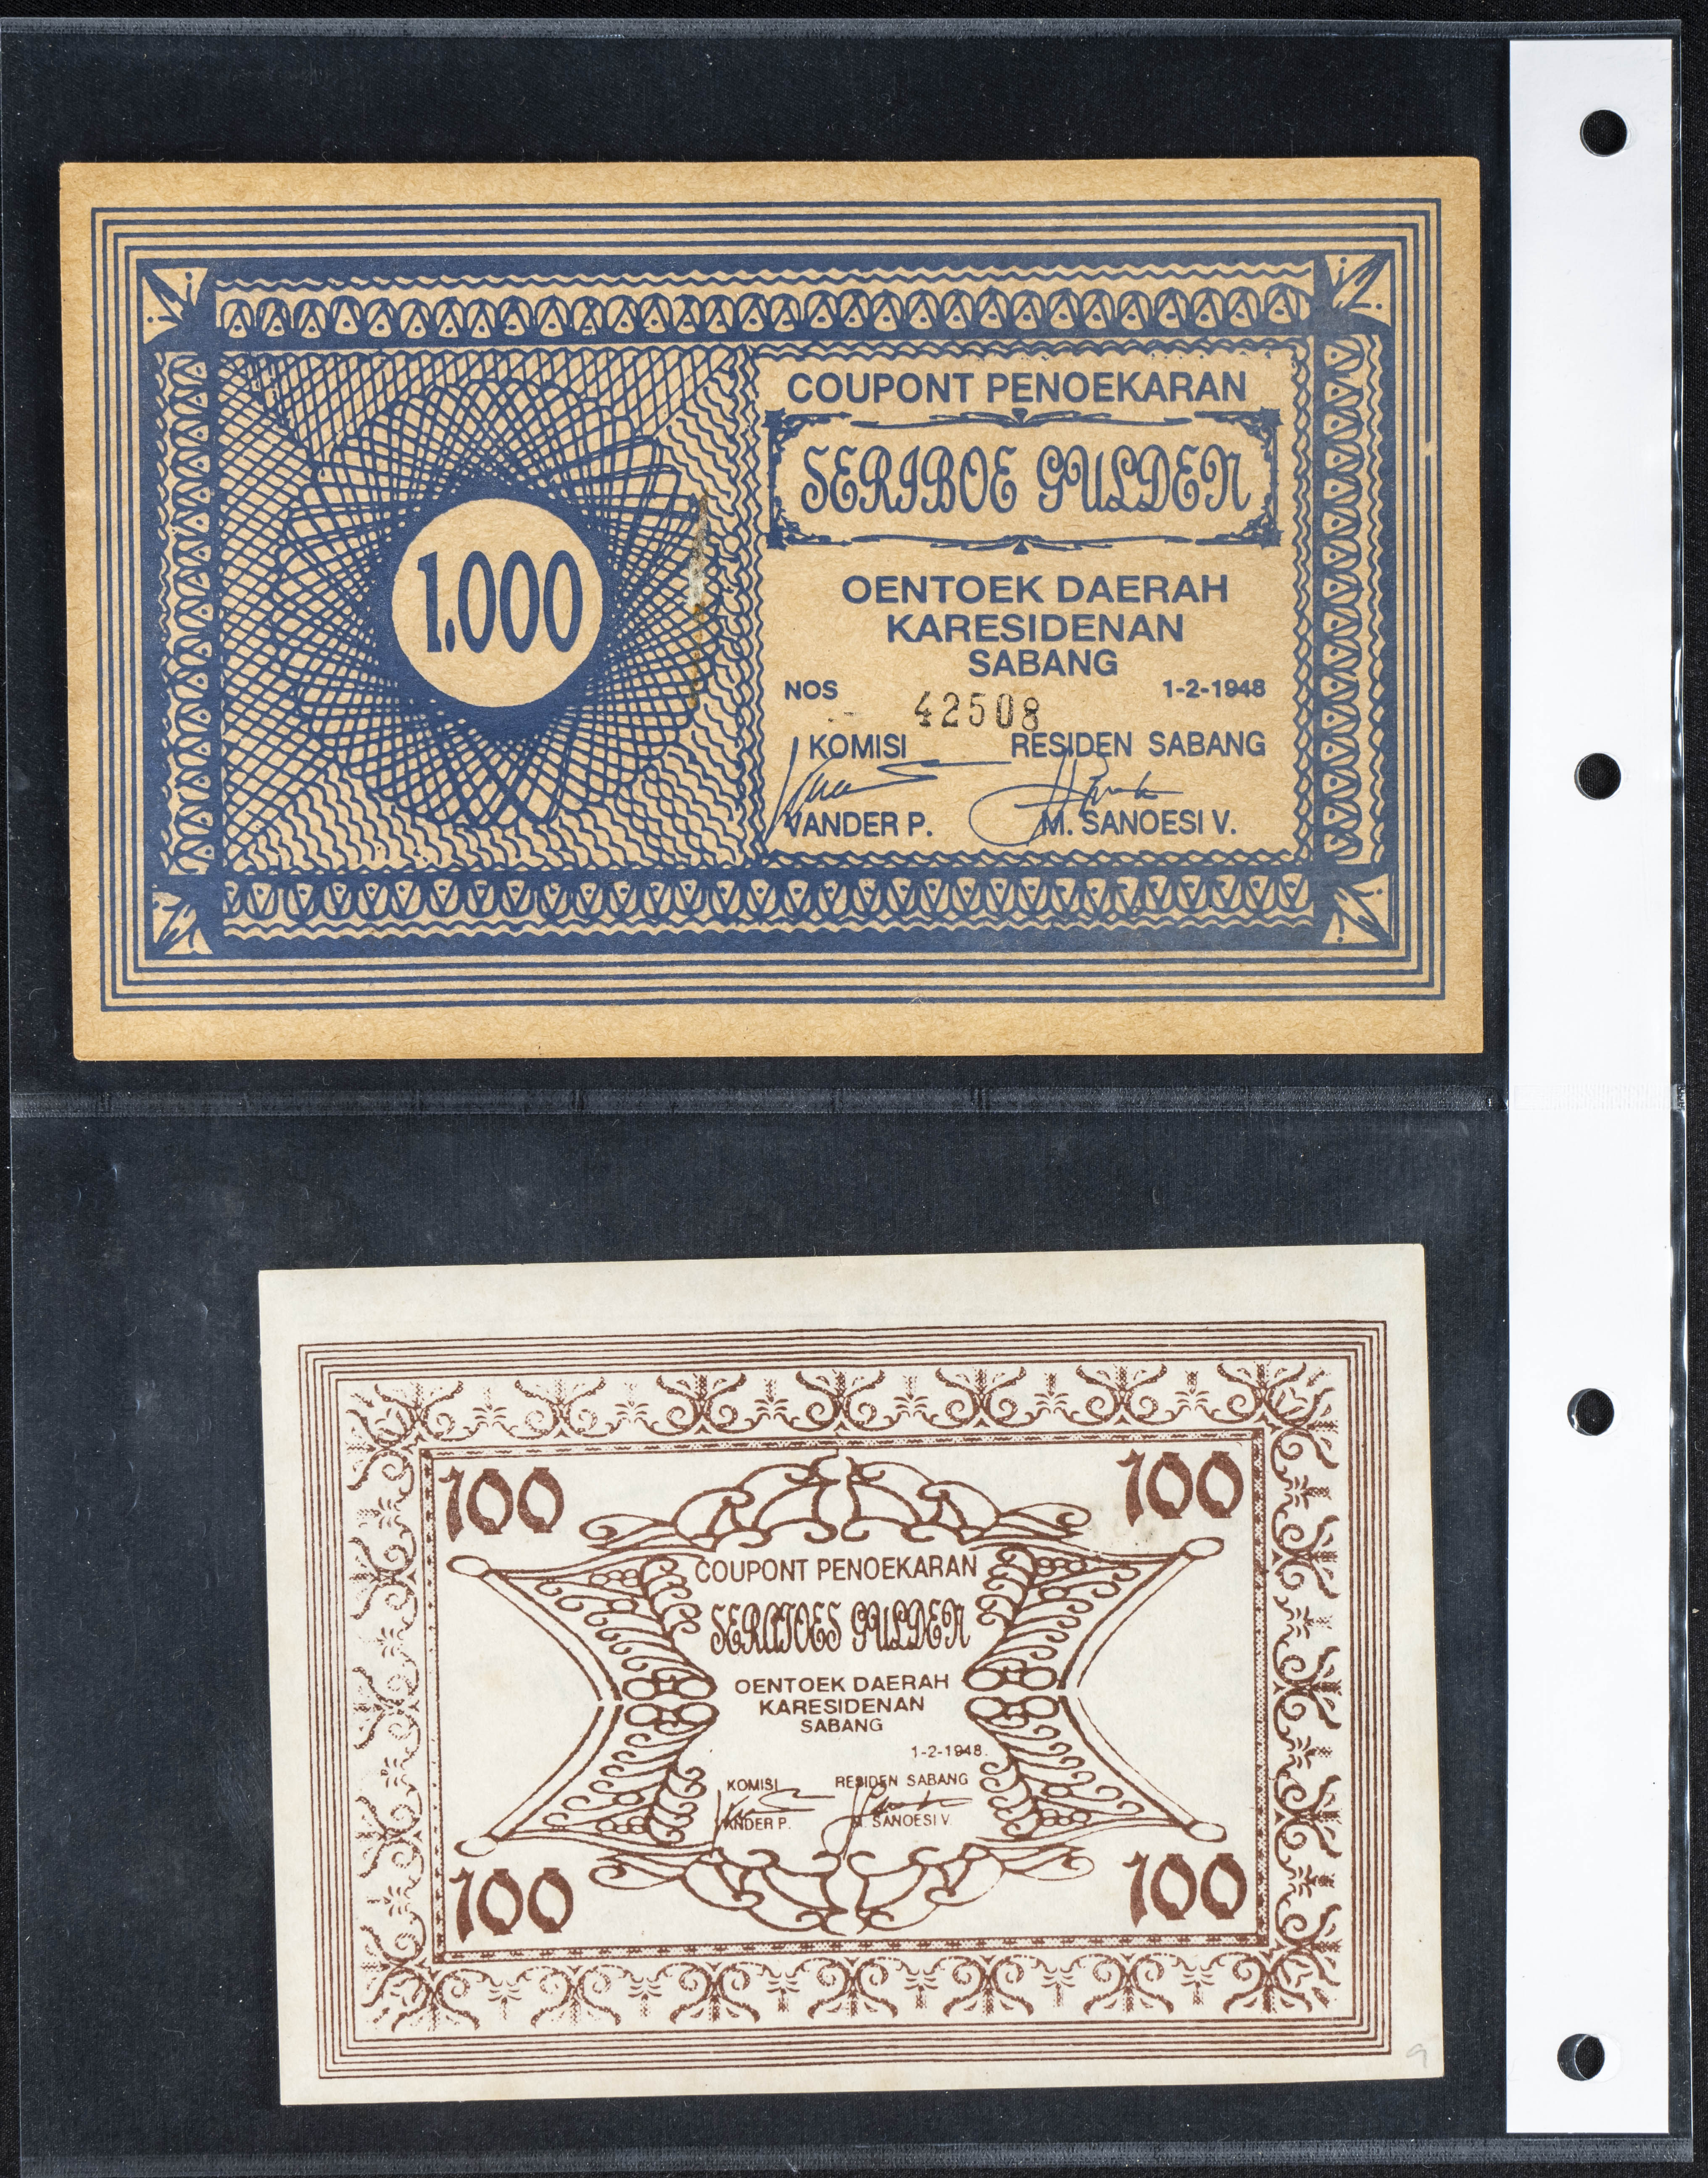 COUPONT PENOEKARAN
SERIBOE GULDEN
1.000
OENTOEK DAERAH
KARESIDENAN
SABANG
NOS 1-2-1948
42508
KOMISI RESIDEN SABANG
VANDER P. M. SANOESI V.
100 100
COUPONT PENOEKARAN
SERATOES GULDEN
OENTOEK DAERAH
KARESIDENAN
SABANG
1-2-1948.
KOMISI RESIDEN SABANG
VANDER P. M. SANOESI V.
100 100
9